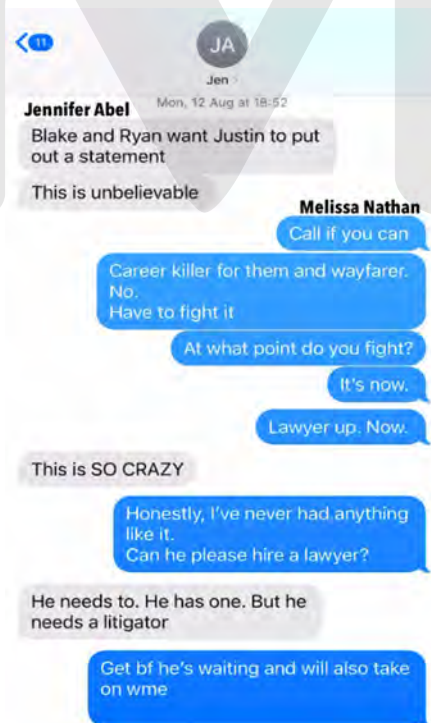 11
JA
Jen
Mon, 12 Aug at 18:52
Jennifer Abel
Blake and Ryan want Justin to put
out a statement
This is unbelievable
Melissa Nathan
Call if you can
Career killer for them and wayfarer.
No.
Have to fight it
At what point do you fight?
It's now.
Lawyer up. Now.
This is SO CRAZY
Honestly, I've never had anything
like it.
Can he please hire a lawyer?
He needs to. He has one. But he
needs a litigator
Get bf he's waiting and will also take
on wme